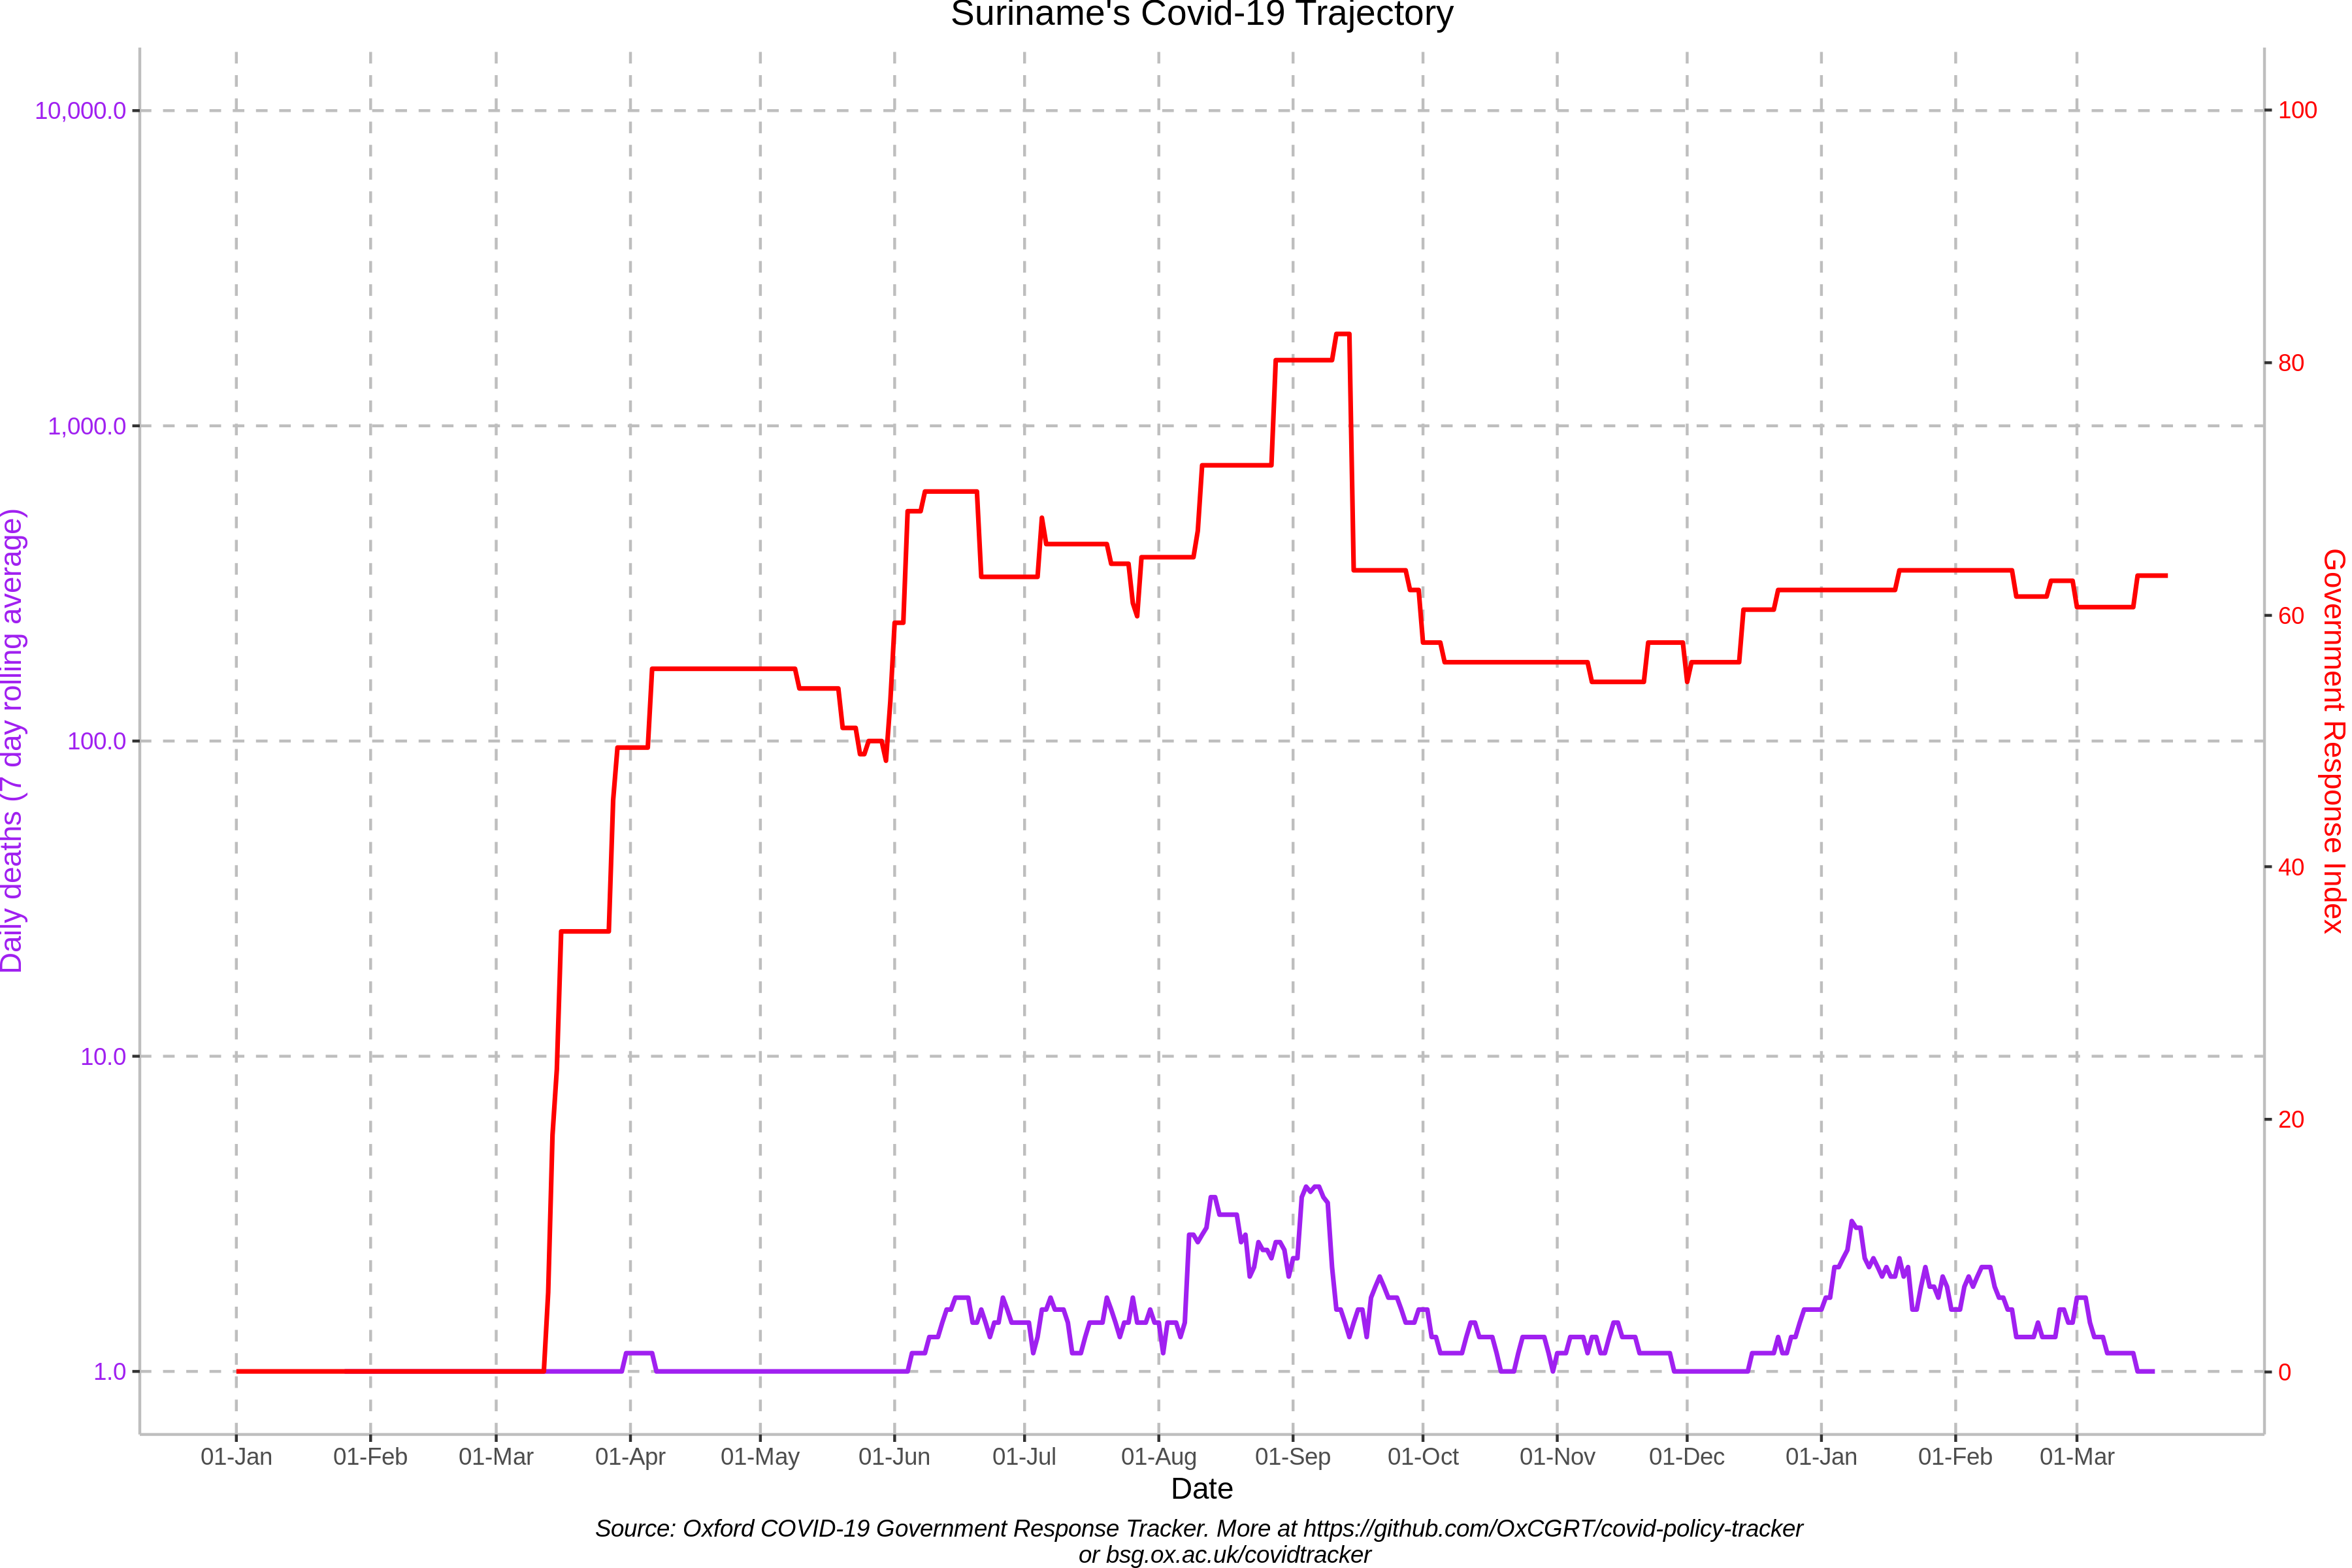 Suriname's Covid-19 Trajectory
10,000.0
1,000.0
100.0
10.0
1.0
Daily deaths (7 day rolling average)
100
80
60
40
20
0
Government Response Index
01-Jan 01-Feb 01-Mar 01-Apr 01-May 01-Jun 01-Jul 01-Aug 01-Sep 01-Oct 01-Nov 01-Dec 01-Jan 01-Feb 01-Mar
Date
Source: Oxford COVID-19 Government Response Tracker. More at https://github.com/OxCGRT/covid-policy-tracker
or bsg.ox.ac.uk/covidtracker